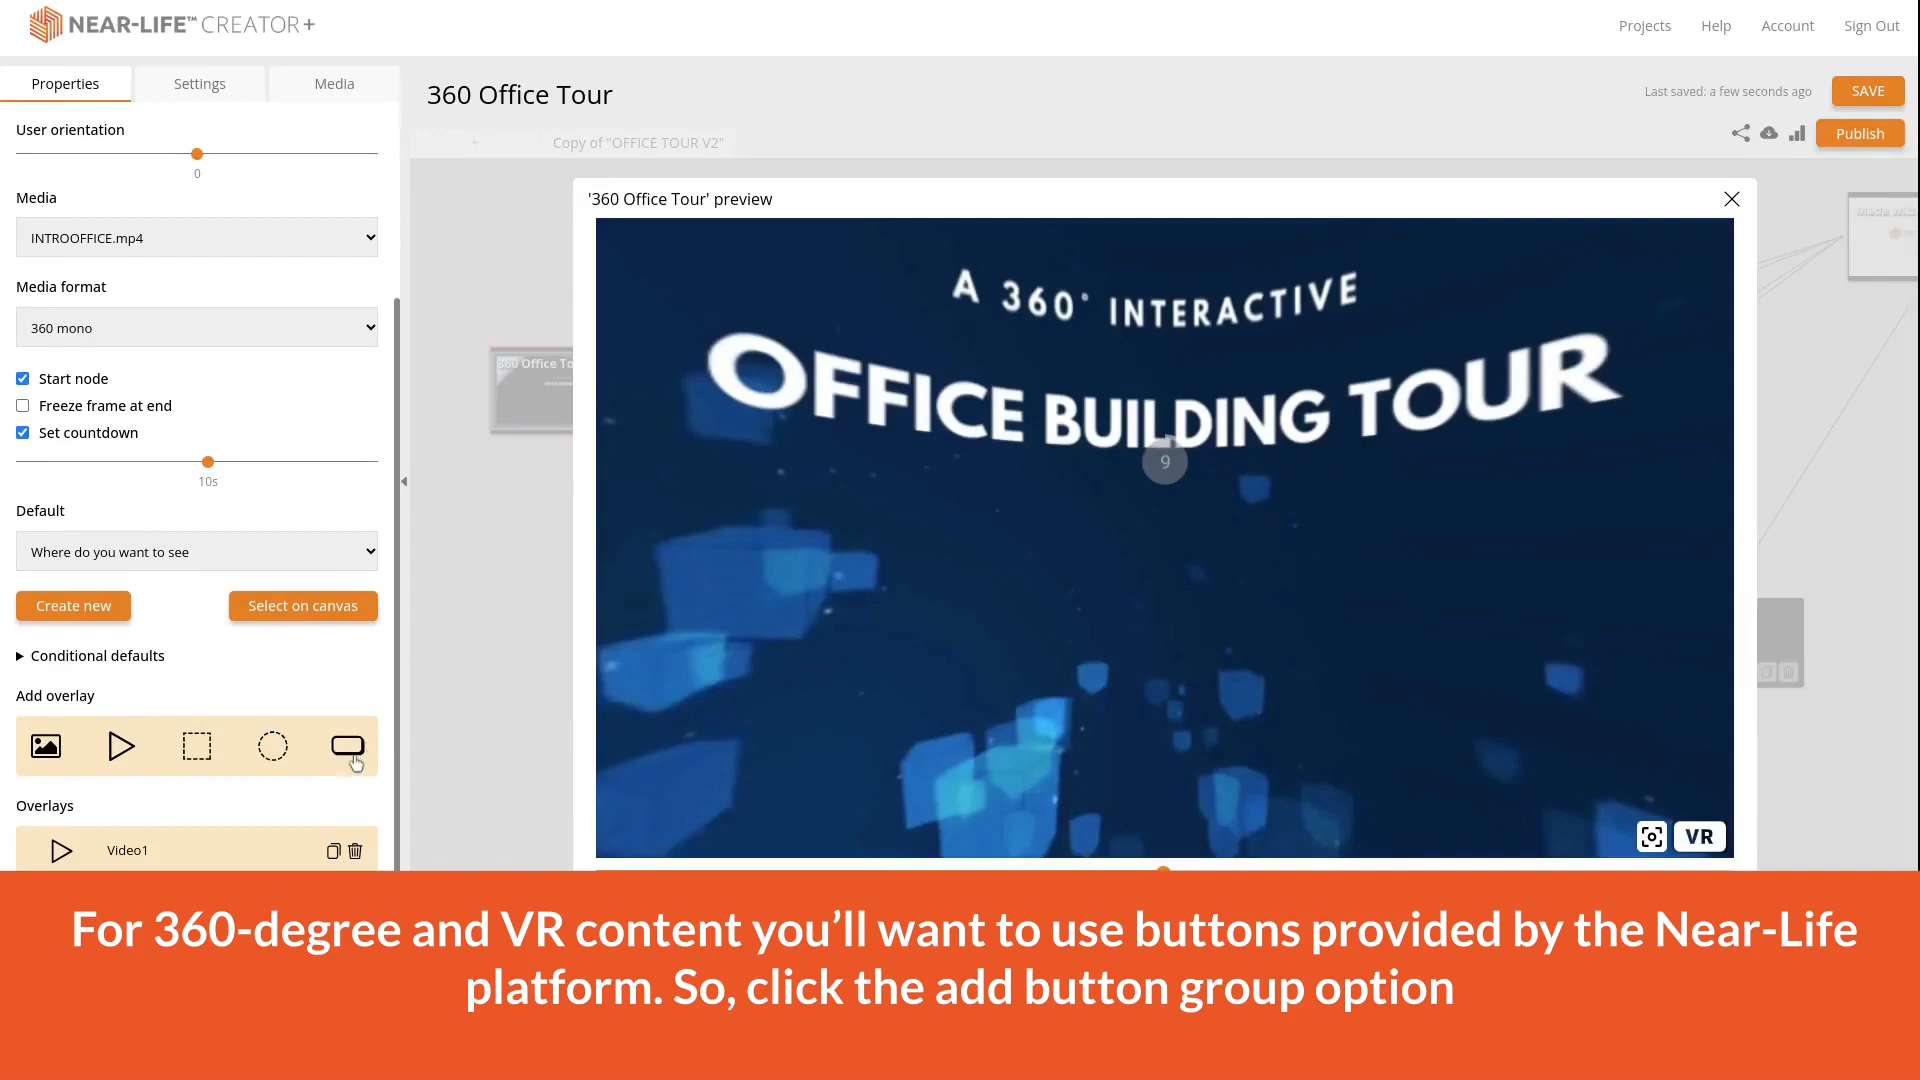 NEAR-LIFE™ CREATOR+
Projects
Help
Account
Sign Out
Properties
Settings
Media
360 Office Tour
Last saved: a few seconds ago
SAVE
Publish
Copy of "OFFICE TOUR V2"
User orientation
0
Media
INTROOFFICE.mp4
Media format
360 mono
Start node
Freeze frame at end
Set countdown
10s
Default
Where do you want to see
Create new
Select on canvas
Conditional defaults
Add overlay
Overlays
Video1
360 Office To
'360 Office Tour' preview
A 360° INTERACTIVE
OFFICE BUILDING TOUR
9
VR
For 360-degree and VR content you’ll want to use buttons provided by the Near-Life
platform. So, click the add button group option